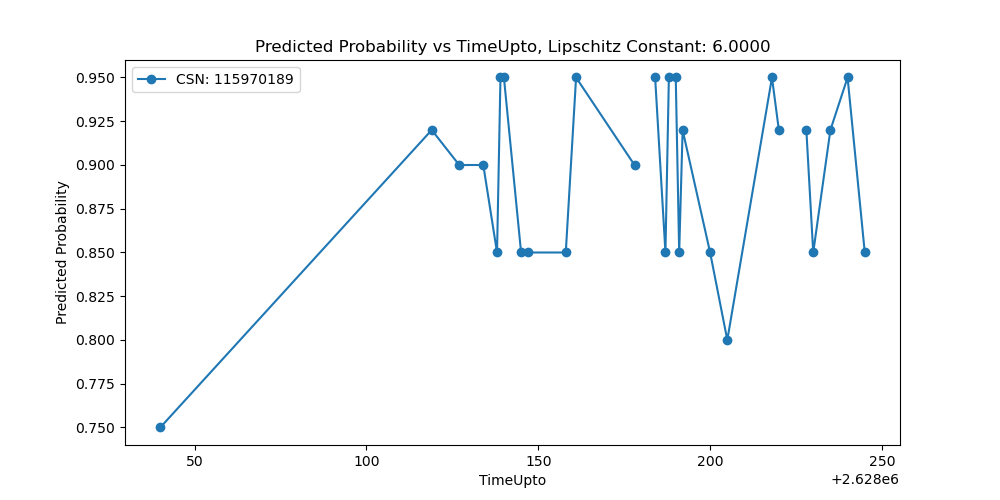 Predicted Probability vs TimeUpto, Lipschitz Constant: 6.0000
CSN: 115970189
Predicted Probability
0.950
0.925
0.900
0.875
0.850
0.825
0.800
0.775
0.750
50 100 150 200 250
TimeUpto
+2.628e6